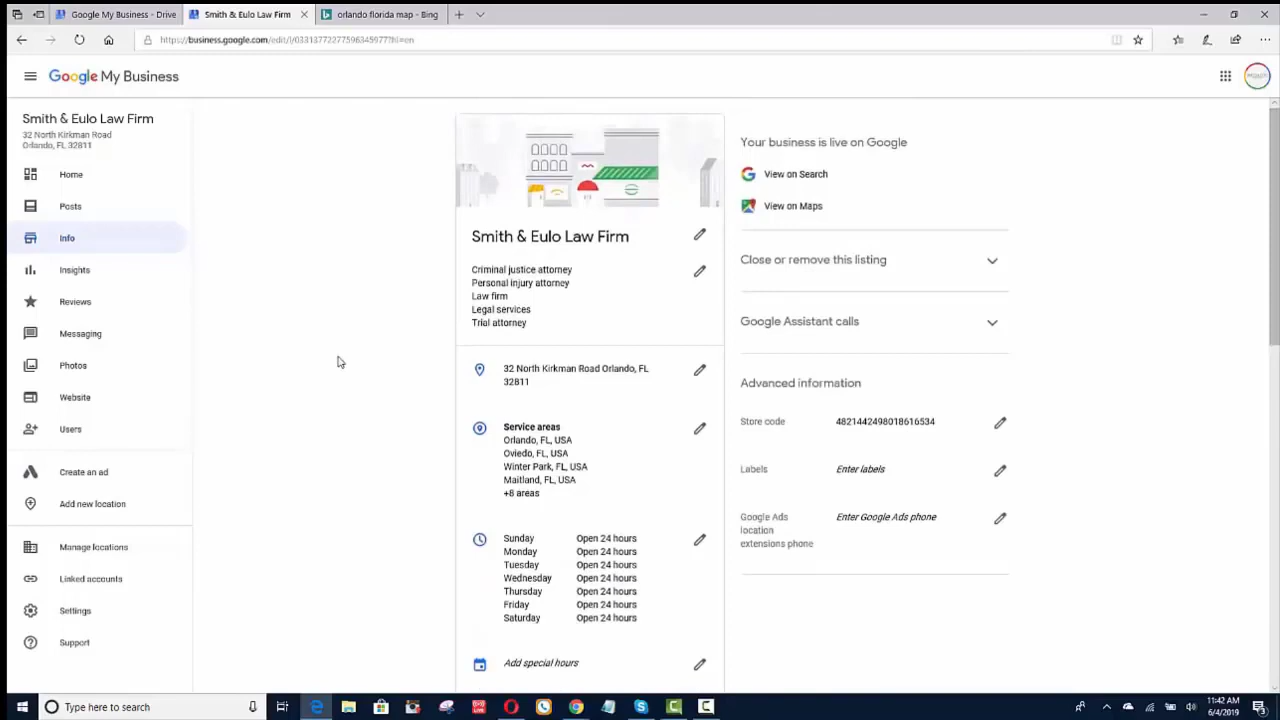 Google My Business - Drive
Smith & Eulo Law Firm
orlando florida map - Bing
Google My Business
Smith & Eulo Law Firm
32 North Kirkman Road
Orlando, FL 32811
Home
Posts
Info
Insights
Reviews
Messaging
Photos
Website
Users
Create an ad
Add new location
Manage locations
Linked accounts
Settings
Support
Smith & Eulo Law Firm
Criminal justice attorney
Personal injury attorney
Law firm
Legal services
Trial attorney
32 North Kirkman Road Orlando, FL
32811
Service areas
Orlando, FL, USA
Oviedo, FL, USA
Winter Park, FL, USA
Maitland, FL, USA
+8 areas
Sunday Open 24 hours
Monday Open 24 hours
Tuesday Open 24 hours
Wednesday Open 24 hours
Thursday Open 24 hours
Friday Open 24 hours
Saturday Open 24 hours
Add special hours
Your business is live on Google
View on Search
View on Maps
Close or remove this listing
Google Assistant calls
Advanced information
Store code 4821442498018616534
Labels Enter labels
Google Ads Enter Google Ads phone
location
extensions phone
Type here to search
11:42 AM
6/4/2019